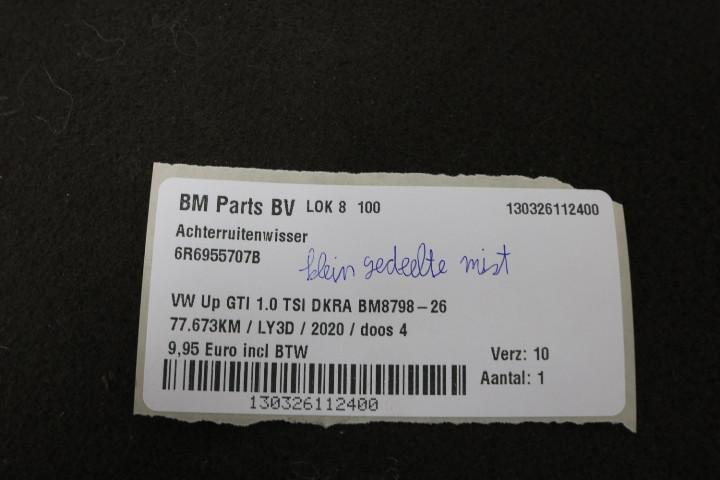 BM Parts BV LOK 8 100 130326112400
Achterruitenwisser
6R6955707B
klein gedeelte mist
VW Up GTI 1.0 TSI DKRA BM8798-26
77.673KM / LY3D / 2020 / doos 4
9,95 Euro incl BTW Verz: 10
Aantal: 1
130326112400